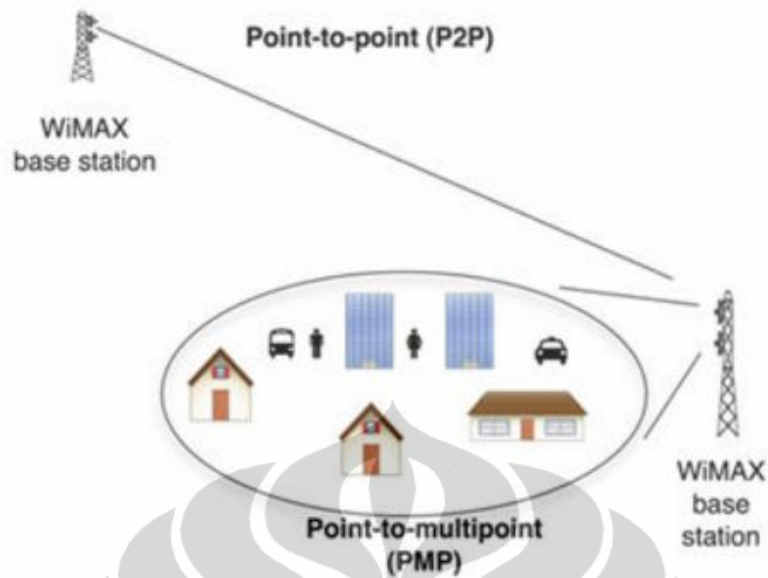 Point-to-point (P2P)
WiMAX
base station
WiMAX
base
station
Point-to-multipoint
(PMP)